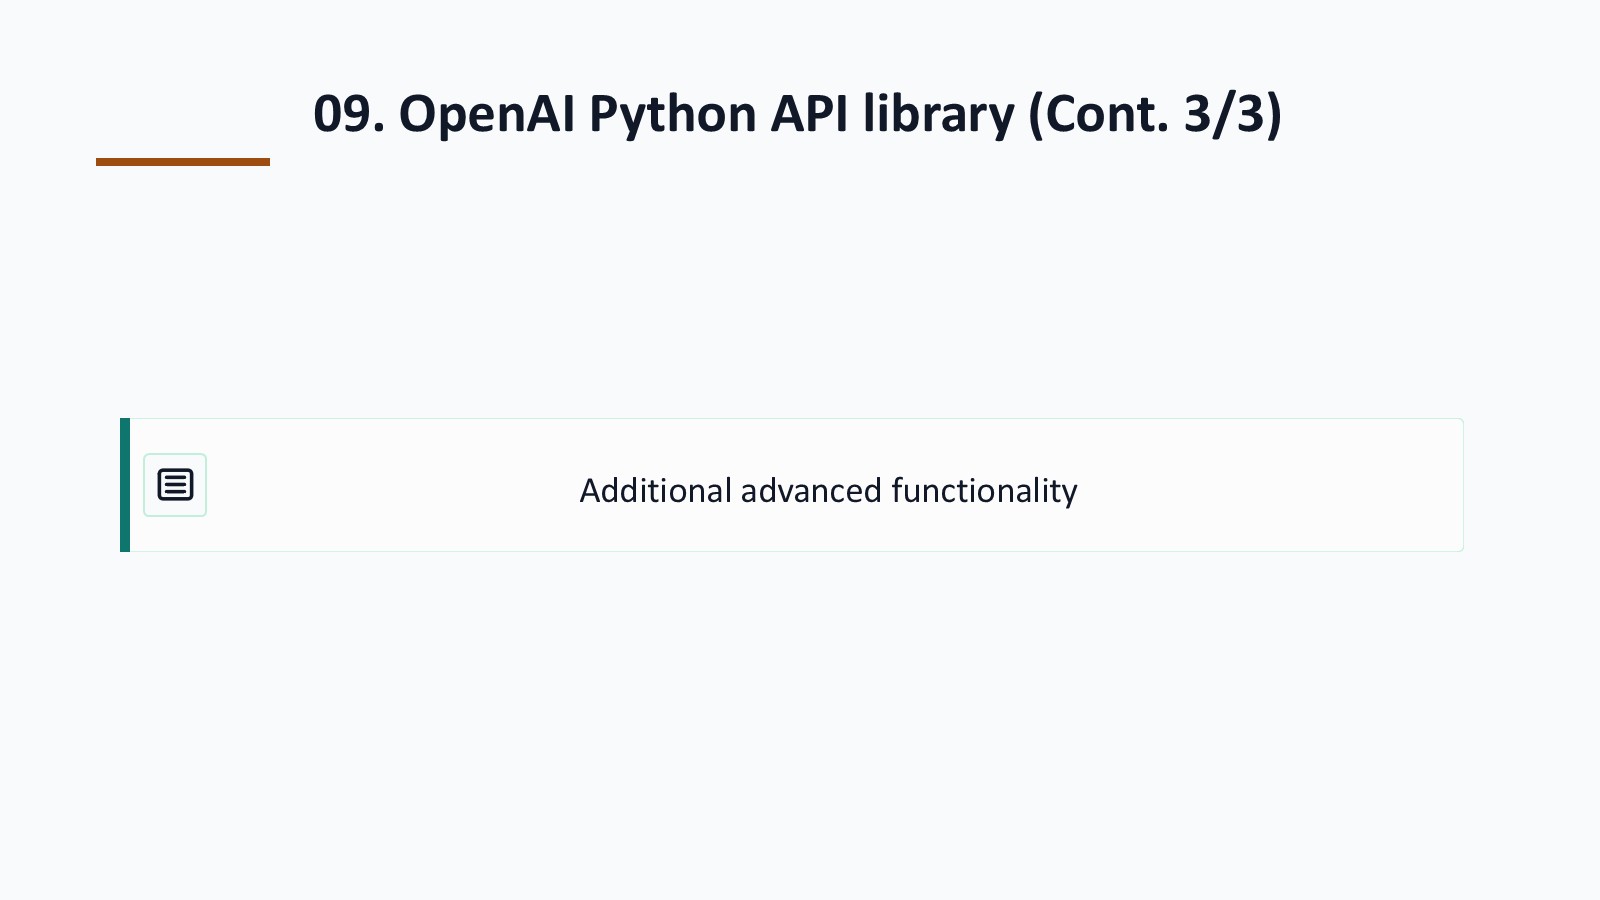 09. OpenAI Python API library (Cont. 3/3)
Additional advanced functionality